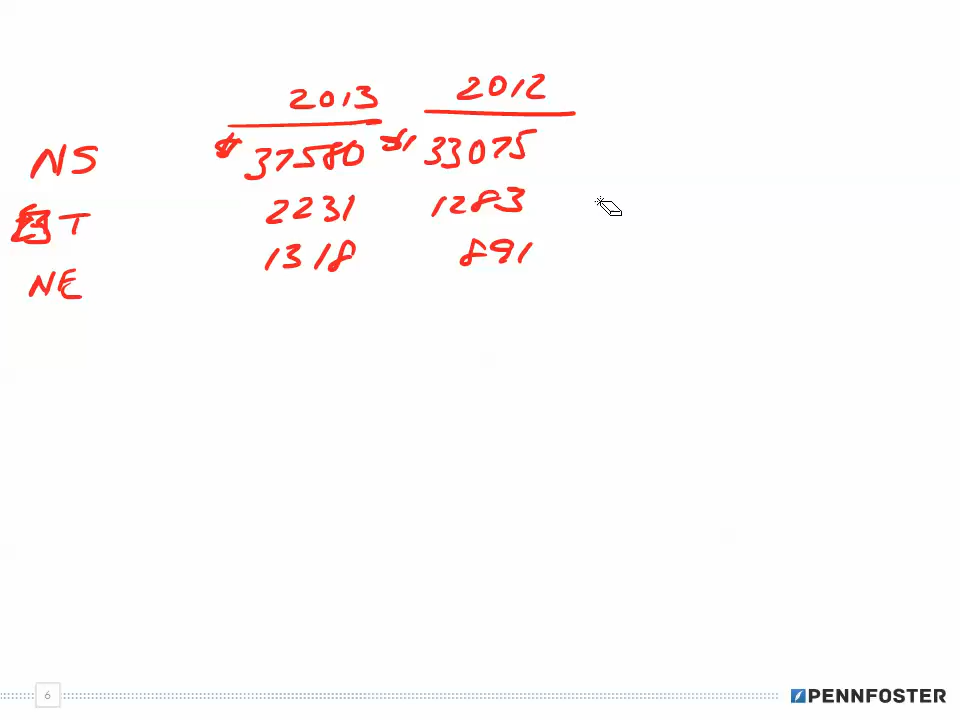 2013 2012
NS $ 37580 $ 33075
T 2231 1283
NE 1318 891
6 PENNFOSTER